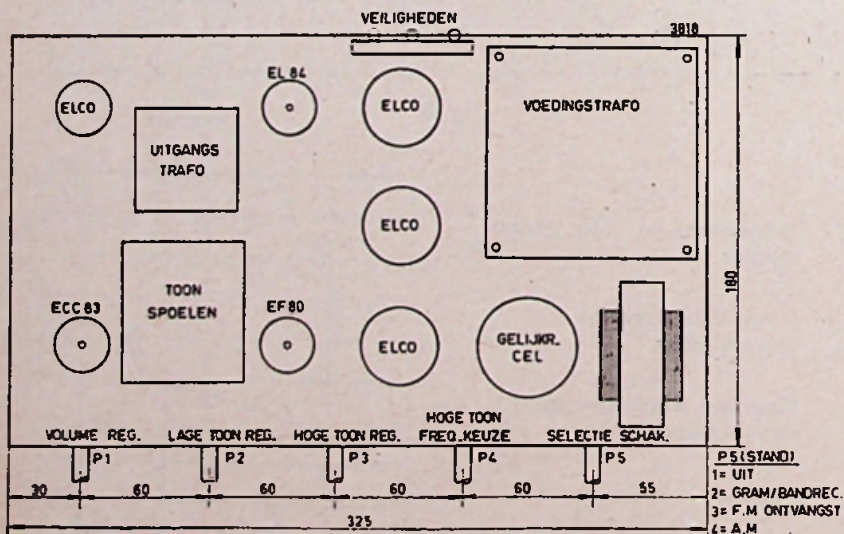 VEILIGHEDEN
3818
EL 84
ELCO
ELCO
VOEDINGSTRAFO
UITGANGS
TRAFO
ELCO
180
TOON
SPOELEN
ECC 83
EF 80
ELCO
GELIJKR.
CEL
HOGE TOON
VOLUME REG.
LAGE TOON REG.
HOGE TOON REG.
FREQ.KEUZE
SELECTIE SCHAK.
P1
P2
P3
P4
P5
P5 (STAND)
1= UIT
2= GRAM/BANDREC.
3= F.M ONTVANGST
4= A.M
30
60
60
60
60
55
325